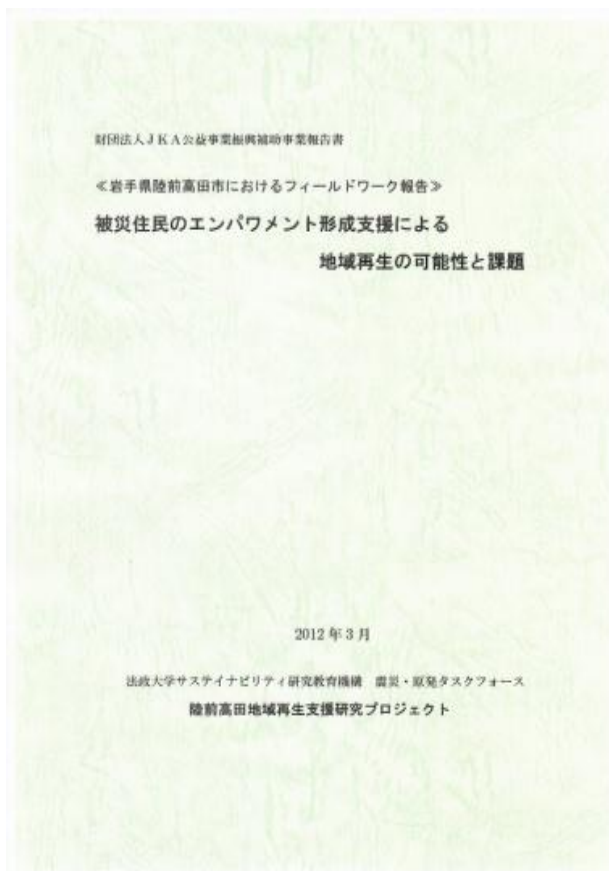 財団法人JKA公益事業振興補助事業報告書
≪岩手県陸前高田市におけるフィールドワーク報告≫
被災住民のエンパワメント形成支援による
地域再生の可能性と課題
2012年3月
法政大学サステイナビリティ研究教育機構 震災・原発タスクフォース
陸前高田地域再生支援研究プロジェクト